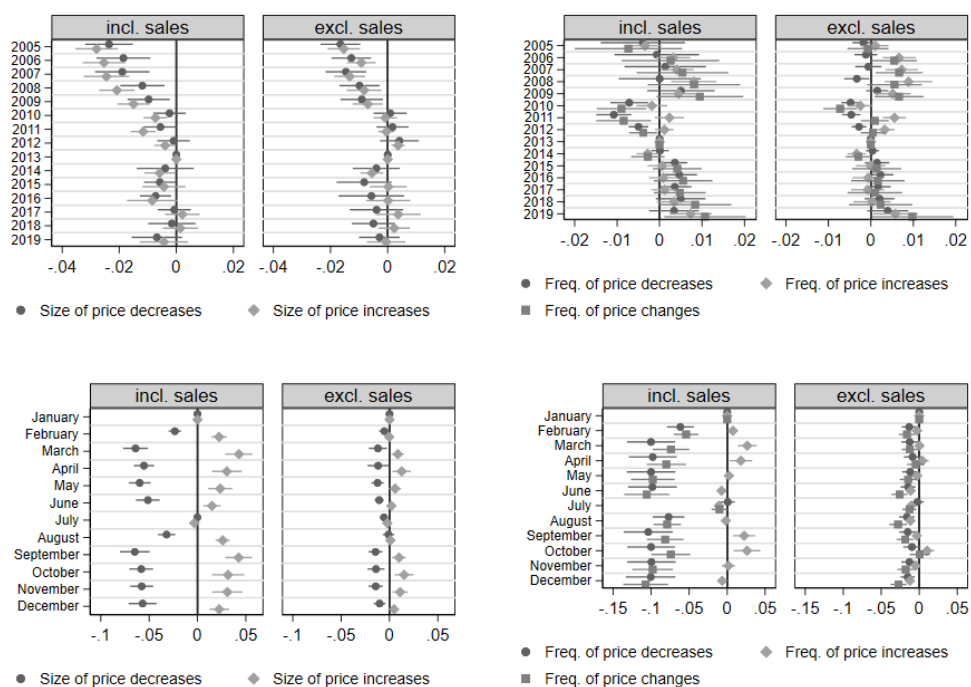 incl. sales
excl. sales
2005
2006
2007
2008
2009
2010
2011
2012
2013
2014
2015
2016
2017
2018
2019
-.04
-.02
0
.02
-.04
-.02
0
.02
Size of price decreases
Size of price increases
incl. sales
excl. sales
2005
2006
2007
2008
2009
2010
2011
2012
2013
2014
2015
2016
2017
2018
2019
-.02
-.01
0
.01
.02
-.02
-.01
0
.01
.02
Freq. of price decreases
Freq. of price increases
Freq. of price changes
incl. sales
excl. sales
January
February
March
April
May
June
July
August
September
October
November
December
-.1
-.05
0
.05
-.1
-.05
0
.05
Size of price decreases
Size of price increases
incl. sales
excl. sales
January
February
March
April
May
June
July
August
September
October
November
December
-.15
-.1
-.05
0
.05
-.15
-.1
-.05
0
.05
Freq. of price decreases
Freq. of price increases
Freq. of price changes